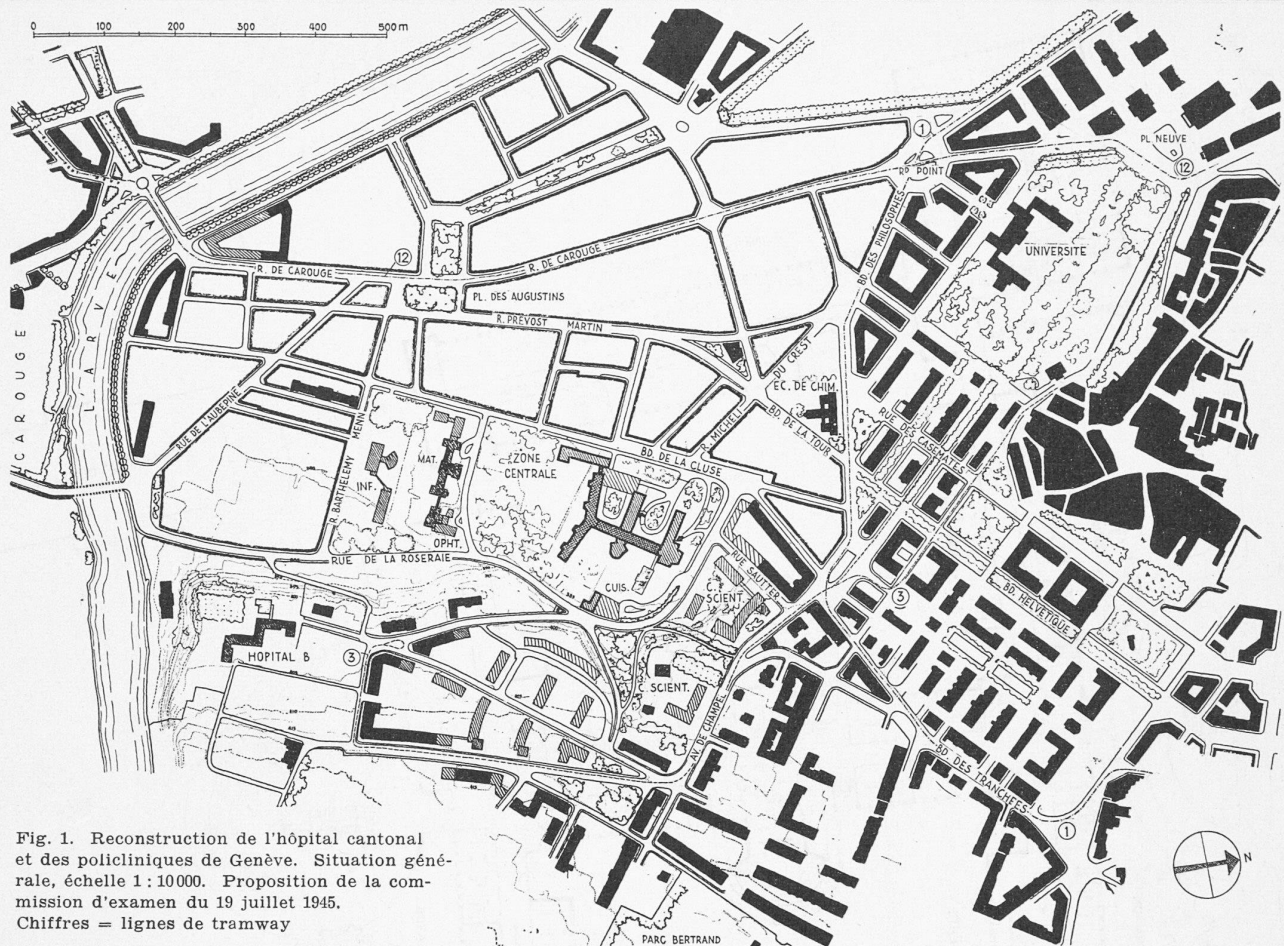 0 100 200 300 400 500 m
PL. NEUVE
1
12
RD POINT
UNIVERSITE
BD DES PHILOSOPHES
L'ARVE
CAROUGE
R. DE CAROUGE
12
R. DE CAROUGE
PL. DES AUGUSTINS
R. PRÉVOST MARTIN
DU CREST
EC. DE CHIM.
RUE DES CASEMATES
BD. DE LA TOUR
R. MICHELI
BD. DE LA CLUSE
RUE DE L'AUBEPINE
R. BARTHELEMY MENN
MAT.
INF.
OPHT.
ZONE
CENTRALE
RUE DE LA ROSERAIE
CUIS.
C. SCIENT.
RUE SAUTTER
3
BD. HELVETIQUE
HOPITAL B
3
C. SCIENT.
AV. DE CHAMPEL
BD. DES TRANCHEES
1
N
PARC BERTRAND
Fig. 1. Reconstruction de l'hôpital cantonal
et des policliniques de Genève. Situation géné-
rale, échelle 1 : 10000. Proposition de la com-
mission d'examen du 19 juillet 1945.
Chiffres = lignes de tramway